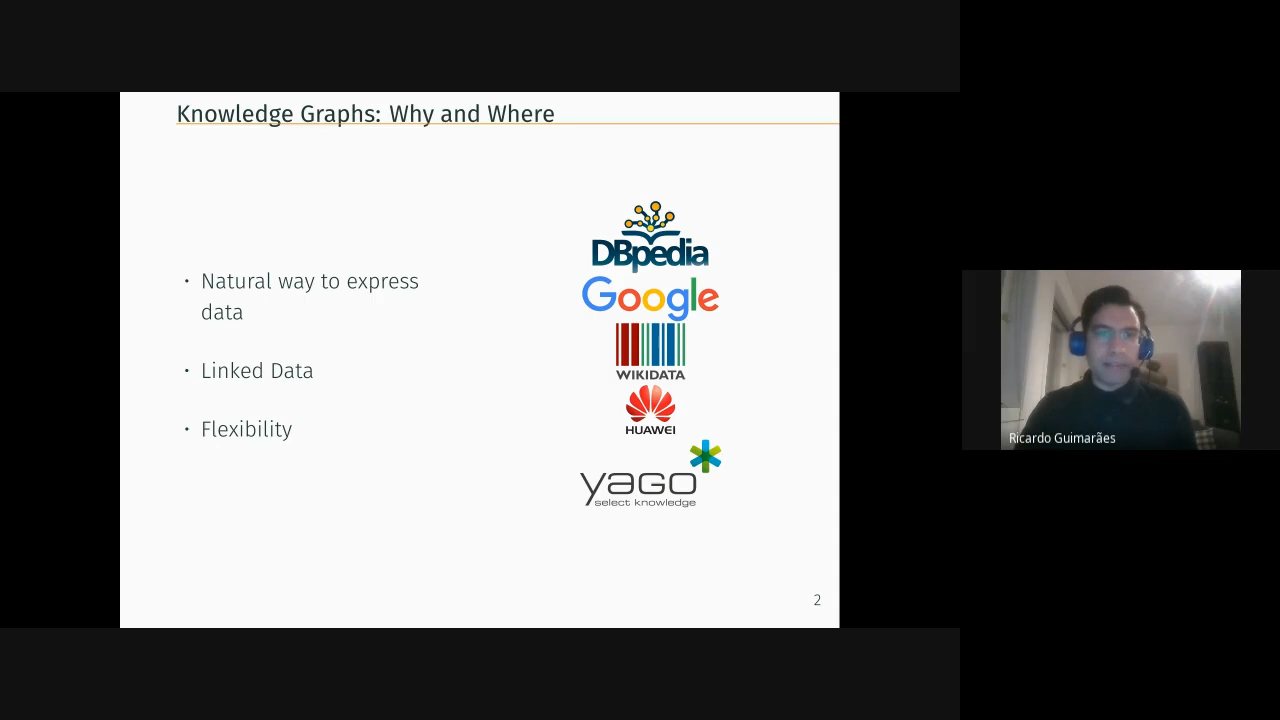 Knowledge Graphs: Why and Where
• Natural way to express
data
• Linked Data
• Flexibility
DBpedia
Google
WIKIDATA
HUAWEI
yaGO
select knowledge
2
Ricardo Guimarães